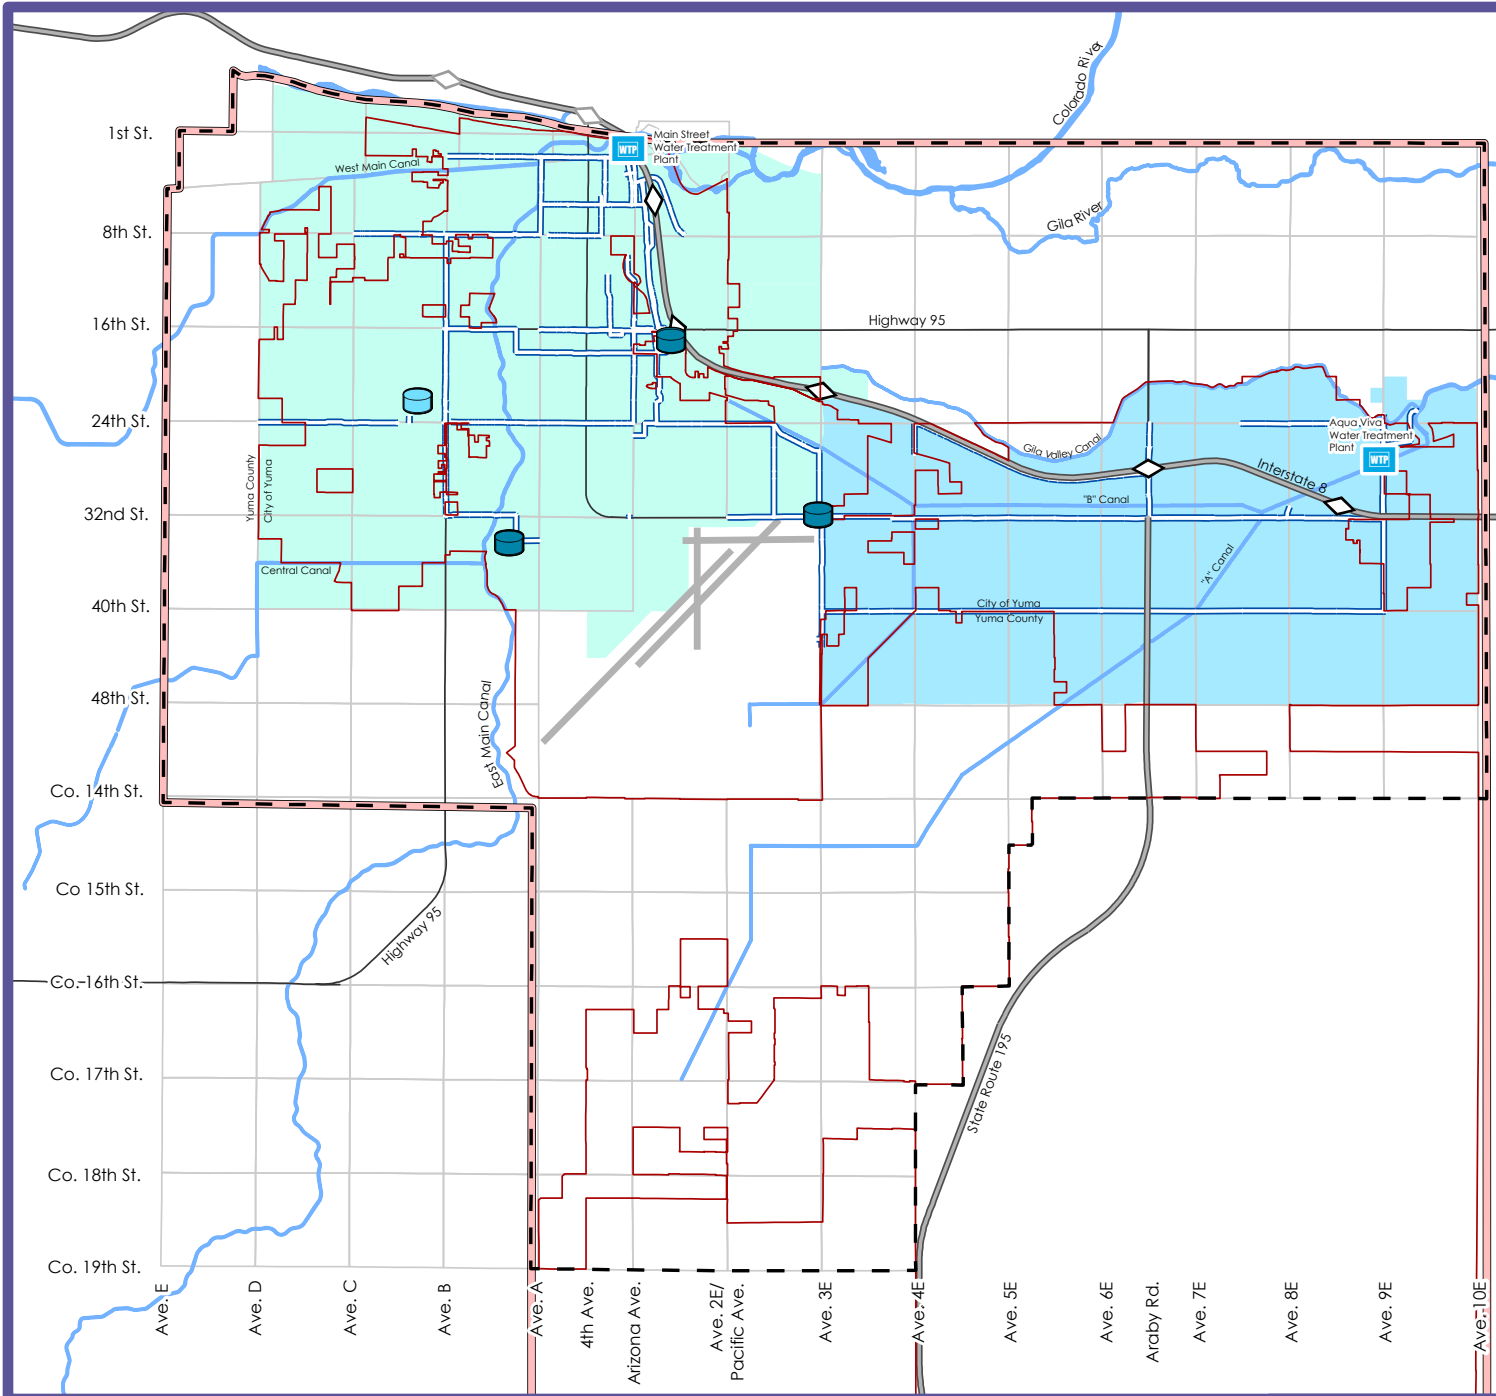 Colorado River
1st St.
WTP
Main Street
Water Treatment
Plant
West Main Canal
Gila River
8th St.
16th St.
Highway 95
24th St.
Aqua Viva
Water Treatment
Plant
WTP
Gila Valley Canal
Interstate 8
Yuma County
City of Yuma
"B" Canal
32nd St.
Central Canal
"A" Canal
40th St.
City of Yuma
Yuma County
48th St.
East Main Canal
Co. 14th St.
Co 15th St.
Highway 95
Co. 16th St.
State Route 195
Co. 17th St.
Co. 18th St.
Co. 19th St.
Ave. E
Ave. D
Ave. C
Ave. B
Ave. A
4th Ave.
Arizona Ave.
Ave. 2E/
Pacific Ave.
Ave. 3E
Ave. 4E
Ave. 5E
Ave. 6E
Araby Rd.
Ave. 7E
Ave. 8E
Ave. 9E
Ave. 10E